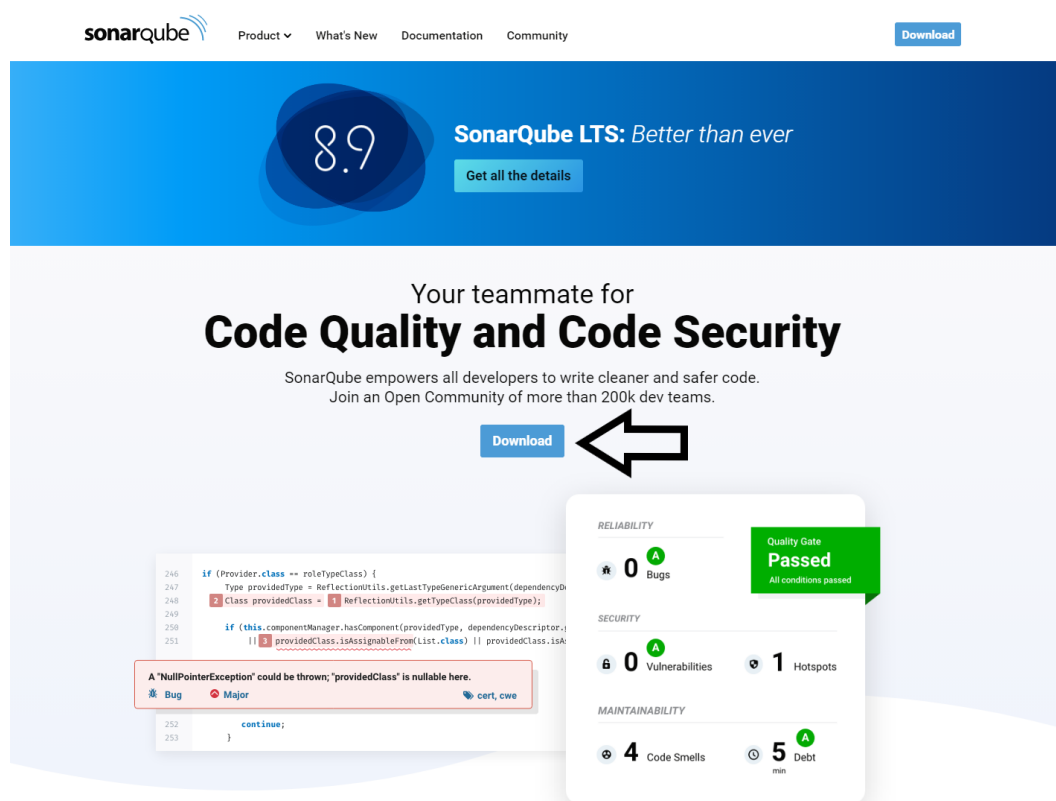 sonarqube
Product What's New Documentation Community
Download
8.9
SonarQube LTS: Better than ever
Get all the details
Your teammate for
Code Quality and Code Security
SonarQube empowers all developers to write cleaner and safer code.
Join an Open Community of more than 200k dev teams.
Download
246 if (Provider.class == roleTypeClass) {
247 Type providedType = ReflectionUtils.getLastTypeGenericArgument(dependencyDe
248 2 Class providedClass = 1 ReflectionUtils.getTypeClass(providedType);
249
250 if (this.componentManager.hasComponent(providedType, dependencyDescriptor.g
251 || 3 providedClass.isAssignableFrom(List.class) || providedClass.isAs
A "NullPointerException" could be thrown; "providedClass" is nullable here.
Bug Major cert, cwe
252 continue;
253 }
RELIABILITY
0 A Bugs
Quality Gate
Passed
All conditions passed
SECURITY
0 A Vulnerabilities
1 Hotspots
MAINTAINABILITY
4 Code Smells
5 A Debt
min